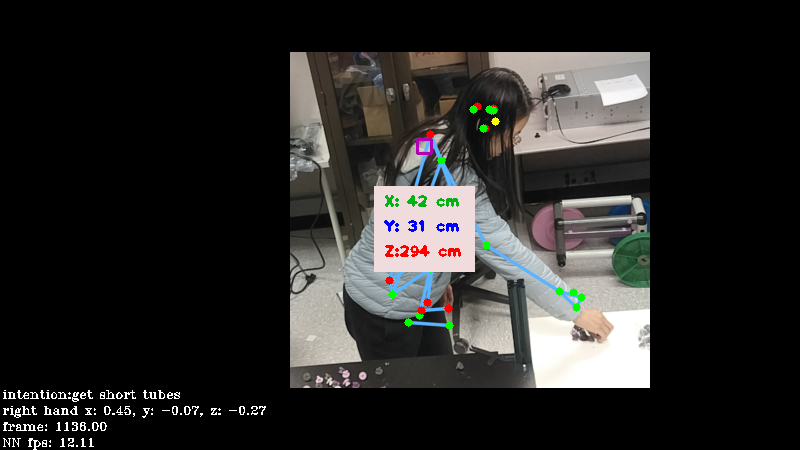 X: 42 cm
Y: 31 cm
Z:294 cm
intention:get short tubes
right hand x: 0.45, y: -0.07, z: -0.27
frame: 1136.00
NN fps: 12.11